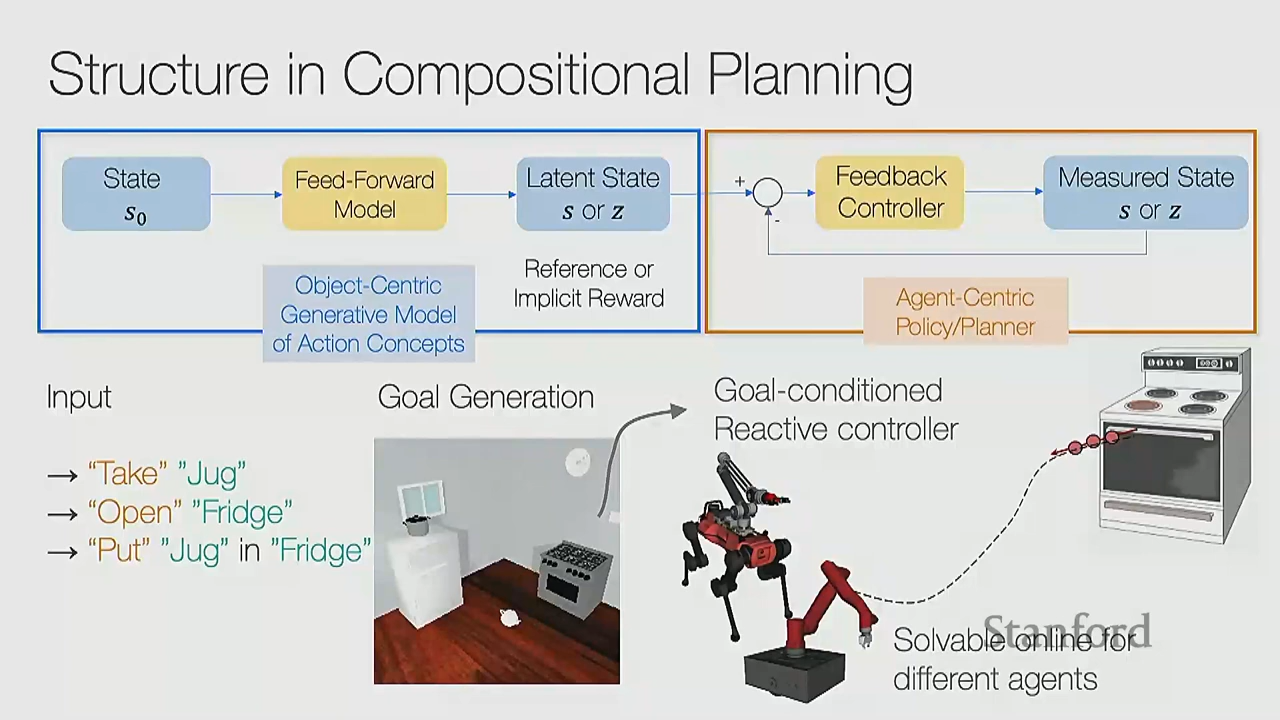 Structure in Compositional Planning
State
s₀
Feed-Forward
Model
Latent State
s or z
+
-
Feedback
Controller
Measured State
s or z
Object-Centric
Generative Model
of Action Concepts
Reference or
Implicit Reward
Agent-Centric
Policy/Planner
Input
→ “Take” ”Jug”
→ “Open” ”Fridge”
→ “Put” ”Jug” in ”Fridge”
Goal Generation
Goal-conditioned
Reactive controller
Solvable online for
different agents
Stanford